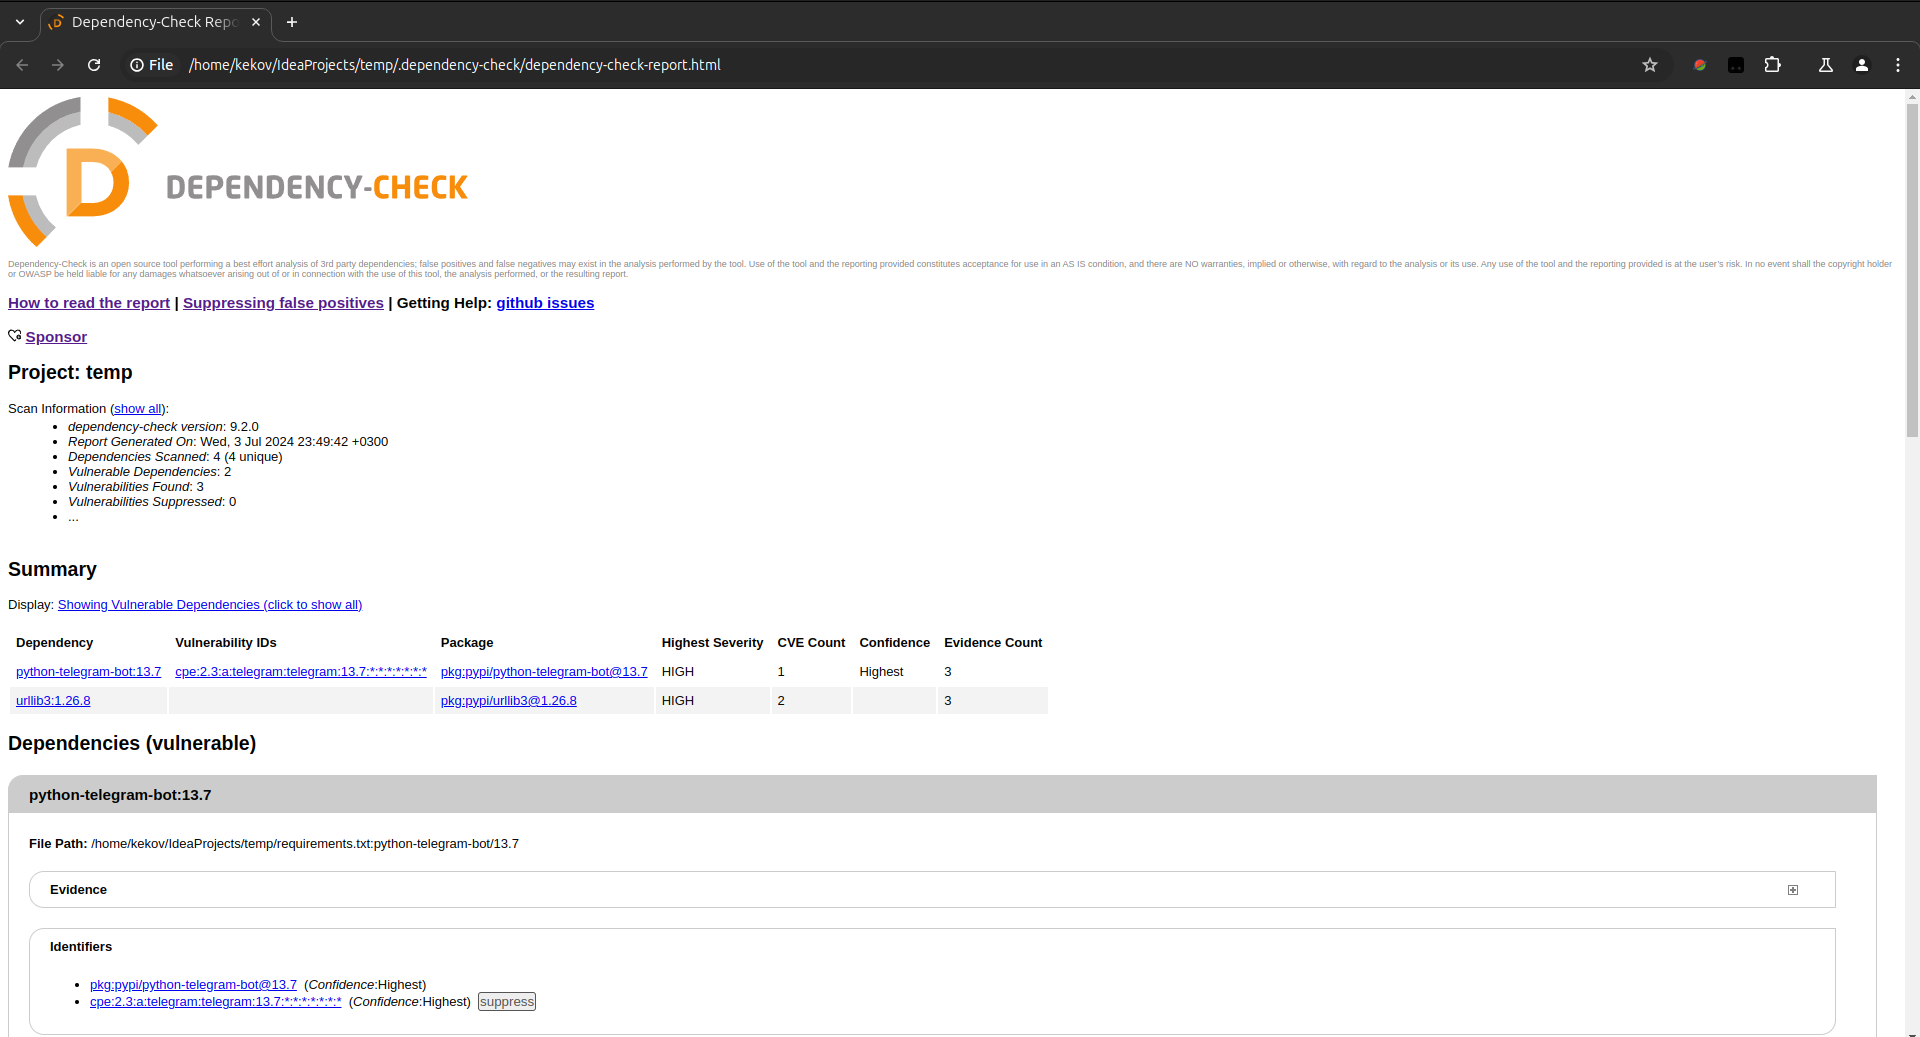 Dependency-Check Repo
File /home/kekov/IdeaProjects/temp/.dependency-check/dependency-check-report.html
D
DEPENDENCY-CHECK
Dependency-Check is an open source tool performing a best effort analysis of 3rd party dependencies; false positives and false negatives may exist in the analysis performed by the tool. Use of the tool and the reporting provided constitutes acceptance for use in an AS IS condition, and there are NO warranties, implied or otherwise, with regard to the analysis or its use. Any use of the tool and the reporting provided is at the user's risk. In no event shall the copyright holder
or OWASP be held liable for any damages whatsoever arising out of or in connection with the use of this tool, the analysis performed, or the resulting report.
How to read the report | Suppressing false positives | Getting Help: github issues
Sponsor
Project: temp
Scan Information (show all):
• dependency-check version: 9.2.0
• Report Generated On: Wed, 3 Jul 2024 23:49:42 +0300
• Dependencies Scanned: 4 (4 unique)
• Vulnerable Dependencies: 2
• Vulnerabilities Found: 3
• Vulnerabilities Suppressed: 0
• ...
Summary
Display: Showing Vulnerable Dependencies (click to show all)
Dependency Vulnerability IDs Package Highest Severity CVE Count Confidence Evidence Count
python-telegram-bot:13.7 cpe:2.3:a:telegram:telegram:13.7:*:*:*:*:*:*:* pkg:pypi/python-telegram-bot@13.7 HIGH 1 Highest 3
urllib3:1.26.8 pkg:pypi/urllib3@1.26.8 HIGH 2 3
Dependencies (vulnerable)
python-telegram-bot:13.7
File Path: /home/kekov/IdeaProjects/temp/requirements.txt:python-telegram-bot/13.7
Evidence
Identifiers
• pkg:pypi/python-telegram-bot@13.7 (Confidence:Highest)
• cpe:2.3:a:telegram:telegram:13.7:*:*:*:*:*:*:* (Confidence:Highest) suppress